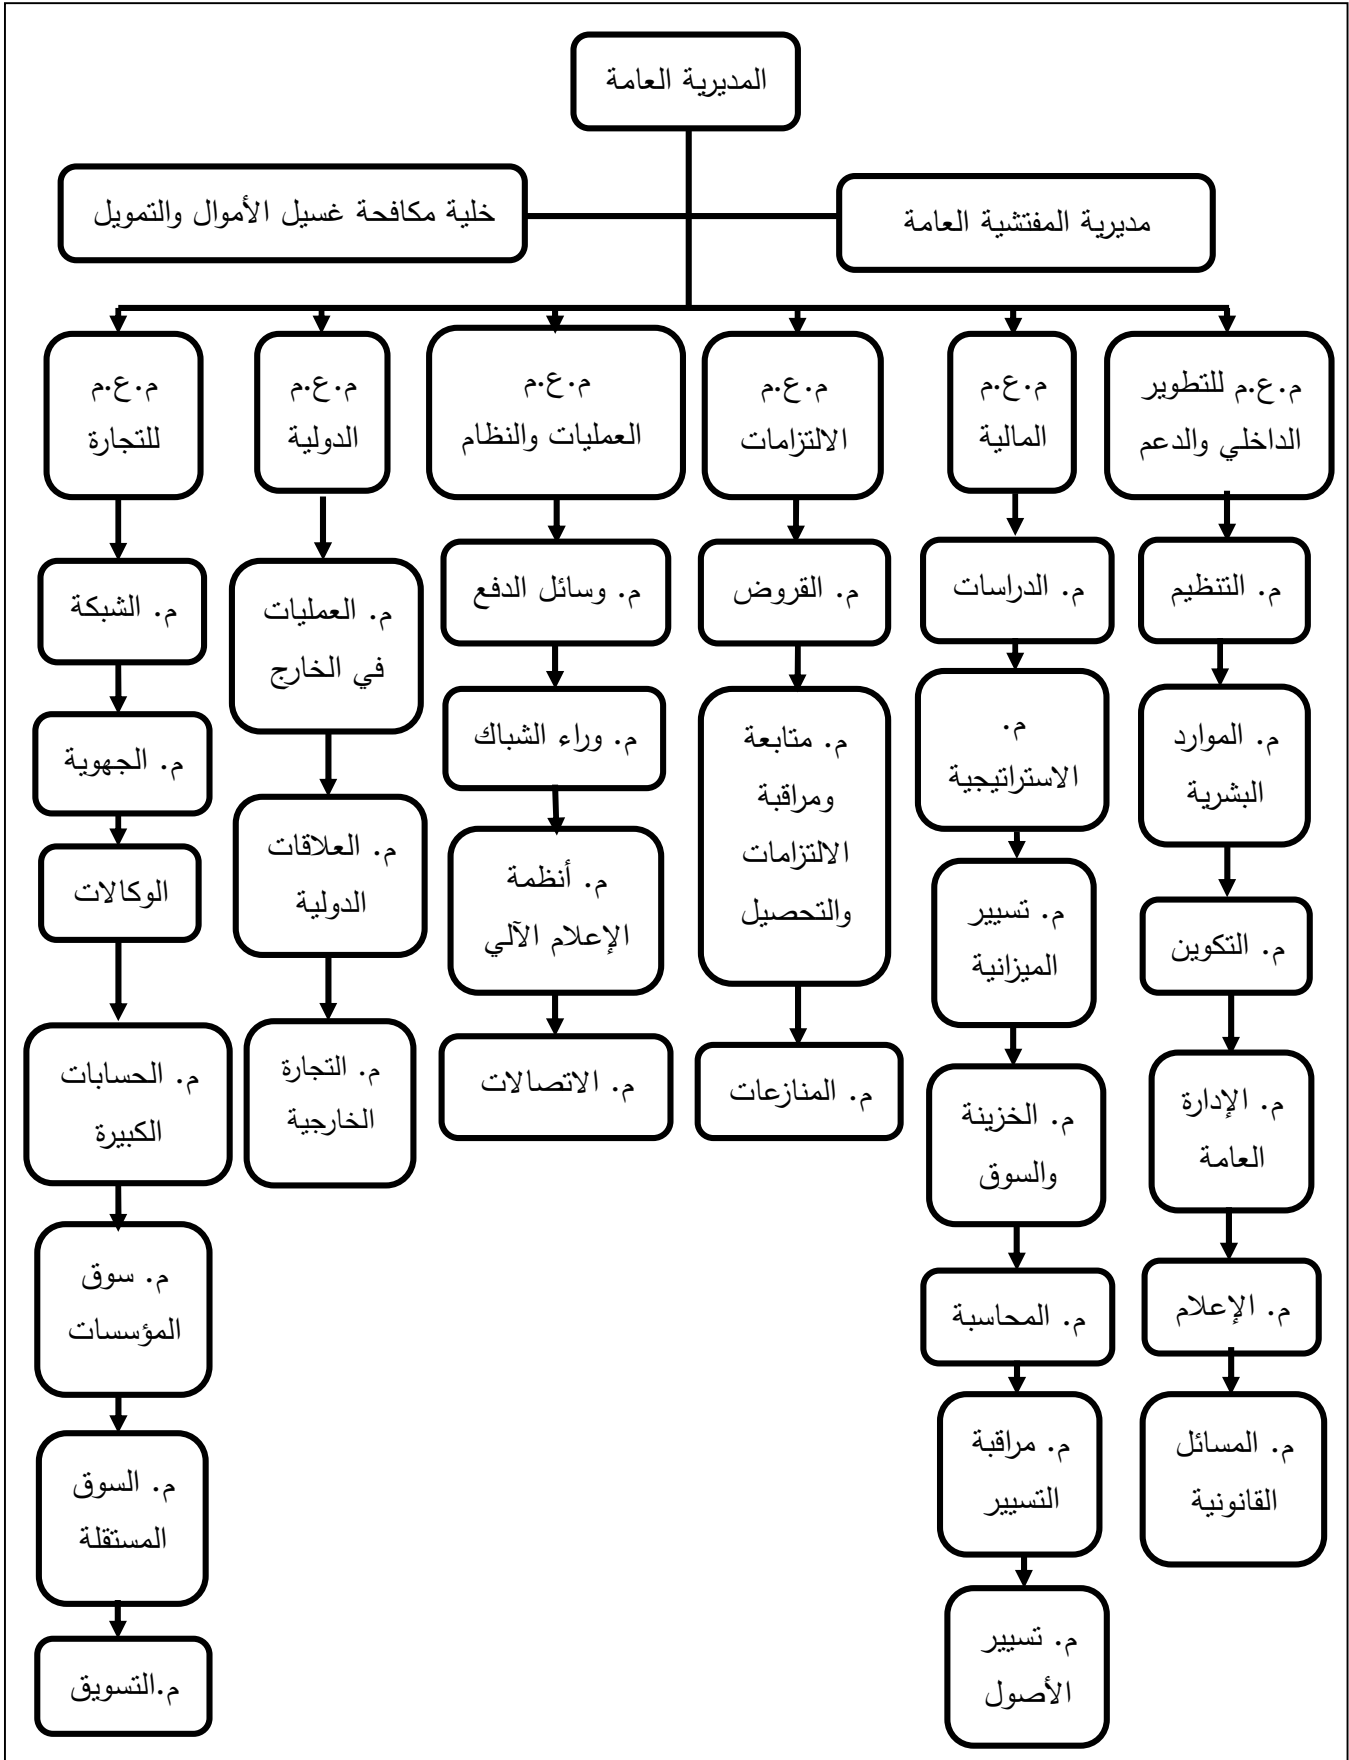 المديرية العامة
مديرية المفتشية العامة
خلية مكافحة غسيل الأموال والتمويل
م.ع.م للتطوير
الداخلي والدعم
م. التنظيم
م. الموارد
البشرية
م. التكوين
م. الإدارة
العامة
م. الإعلام
م. المسائل
القانونية
م.ع.م
المالية
م. الدراسات
م.
الاستراتيجية
م. تسيير
الميزانية
م. الخزينة
والسوق
م. المحاسبة
م. مراقبة
التسيير
م. تسيير
الأصول
م.ع.م
الالتزامات
م. القروض
م. متابعة
ومراقبة
الالتزامات
والتحصيل
م. المنازعات
م.ع.م
العمليات والنظام
م. وسائل الدفع
م. وراء الشباك
م. أنظمة
الإعلام الآلي
م. الاتصالات
م.ع.م
الدولية
م. العمليات
في الخارج
م. العلاقات
الدولية
م. التجارة
الخارجية
م.ع.م
للتجارة
م. الشبكة
م. الجهوية
الوكالات
م. الحسابات
الكبيرة
م. سوق
المؤسسات
م. السوق
المستقلة
م.التسويق